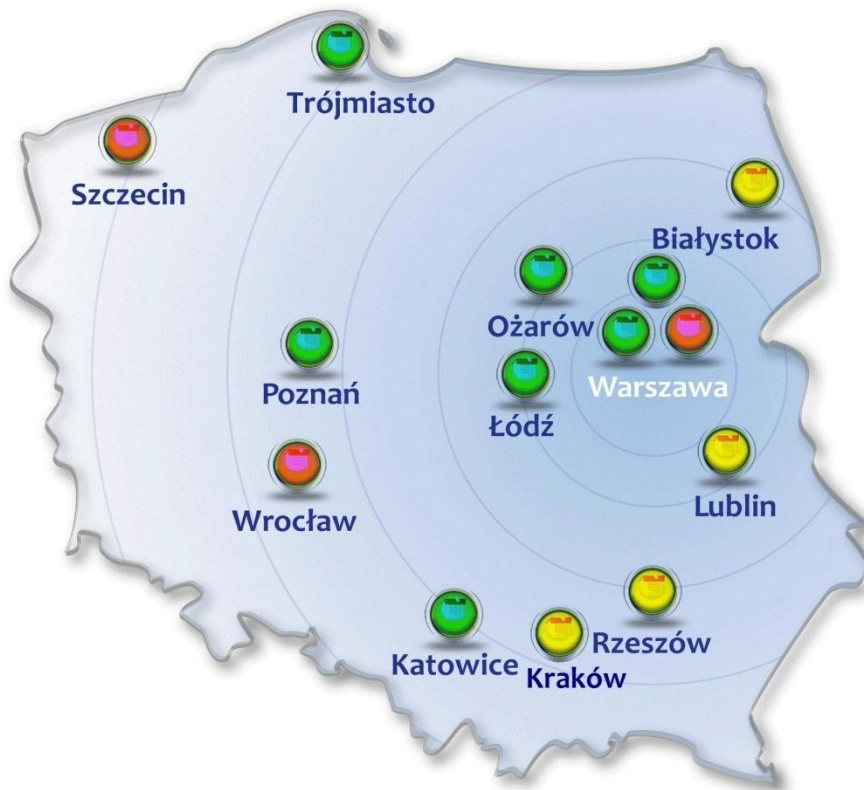 Trójmiasto
Szczecin
Białystok
Ożarów
Warszawa
Poznań
Łódź
Wrocław
Lublin
Rzeszów
Katowice
Kraków